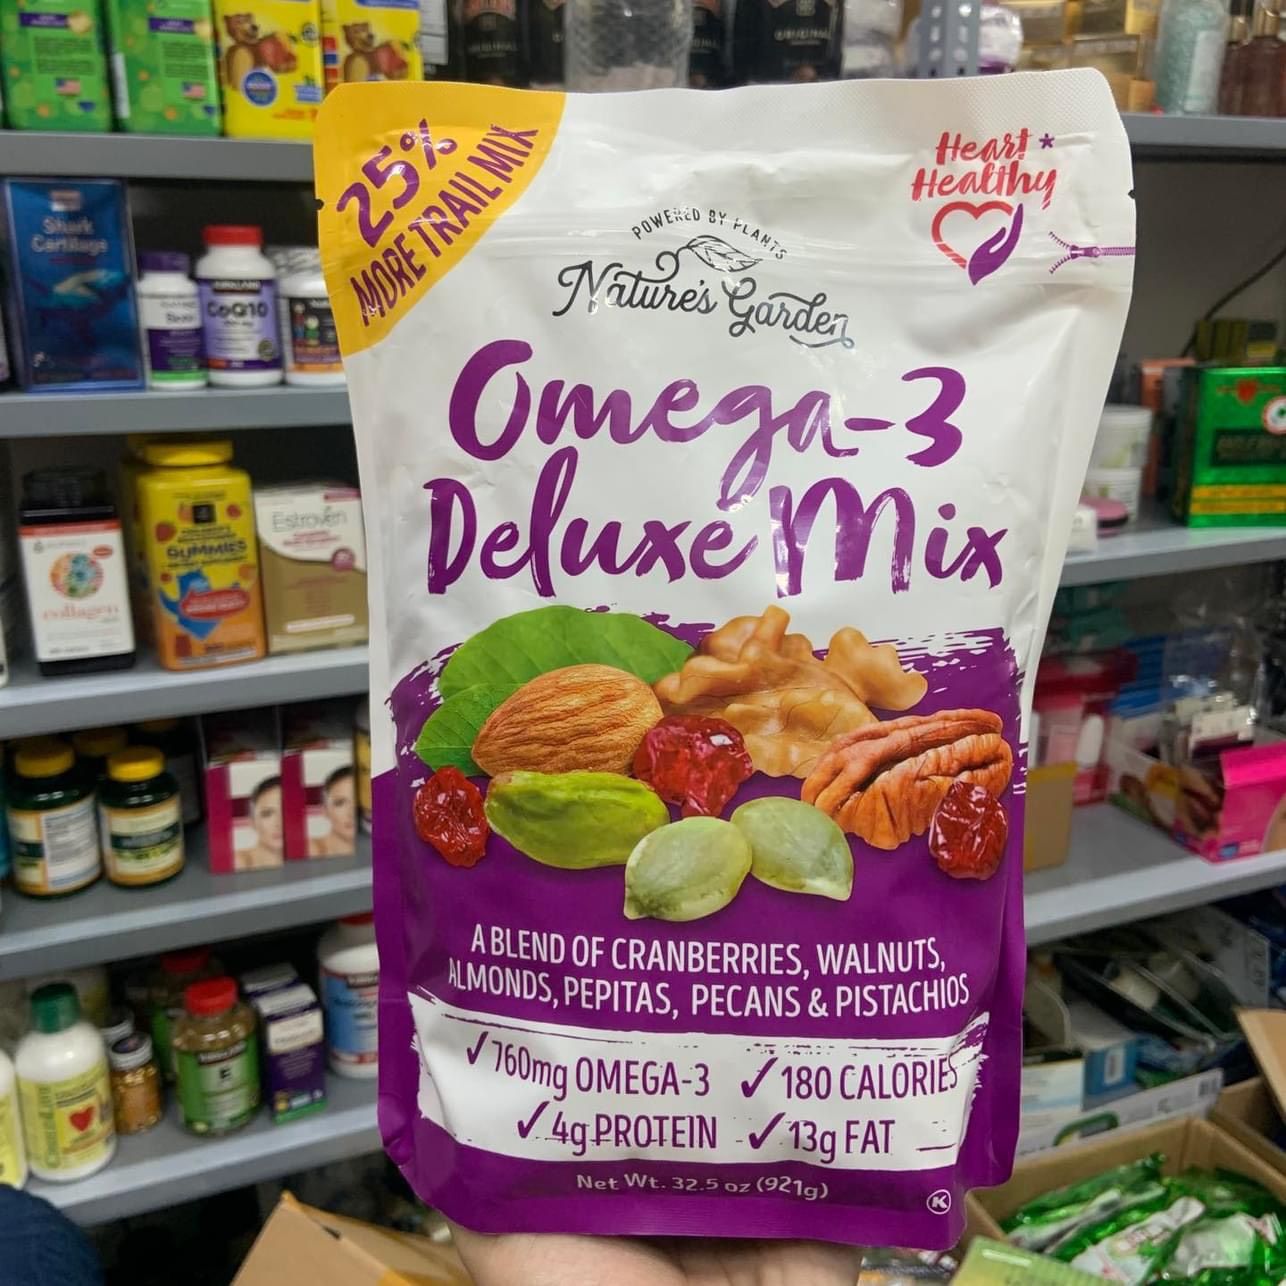 25%
MORE TRAIL MIX
Heart *
Healthy
POWERED BY PLANTS
Nature's Garden
Omega-3
Deluxe Mix
A BLEND OF CRANBERRIES, WALNUTS,
ALMONDS, PEPITAS, PECANS & PISTACHIOS
✓760mg OMEGA-3 ✓180 CALORIES
✓4g PROTEIN ✓13g FAT
Net Wt. 32.5 oz (921g)
K
Shark
Cartilage
CoQ10
collagen
GUMMIES
Estroven
ORIGINAL
E